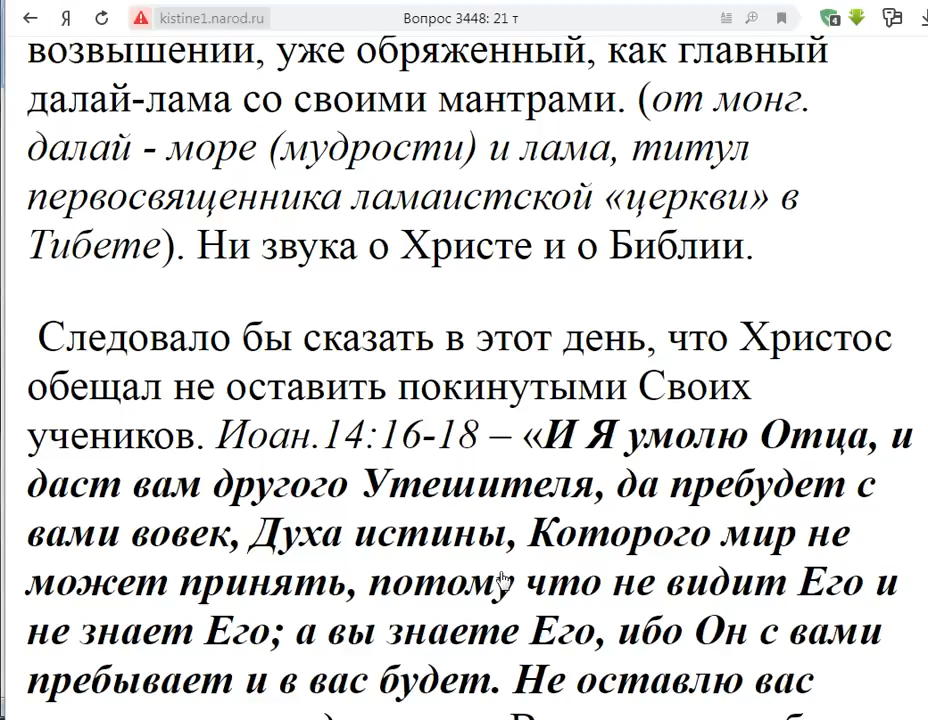 kistine1.narod.ru
Вопрос 3448: 21 т
возвышении, уже обряженный, как главный
далай-лама со своими мантрами. (от монг.
далай - море (мудрости) и лама, титул
первосвященника ламаистской «церкви» в
Тибете). Ни звука о Христе и о Библии.
Следовало бы сказать в этот день, что Христос
обещал не оставить покинутыми Своих
учеников. Иоан.14:16-18 – «И Я умолю Отца, и
даст вам другого Утешителя, да пребудет с
вами вовек, Духа истины, Которого мир не
может принять, потому что не видит Его и
не знает Его; а вы знаете Его, ибо Он с вами
пребывает и в вас будет. Не оставлю вас